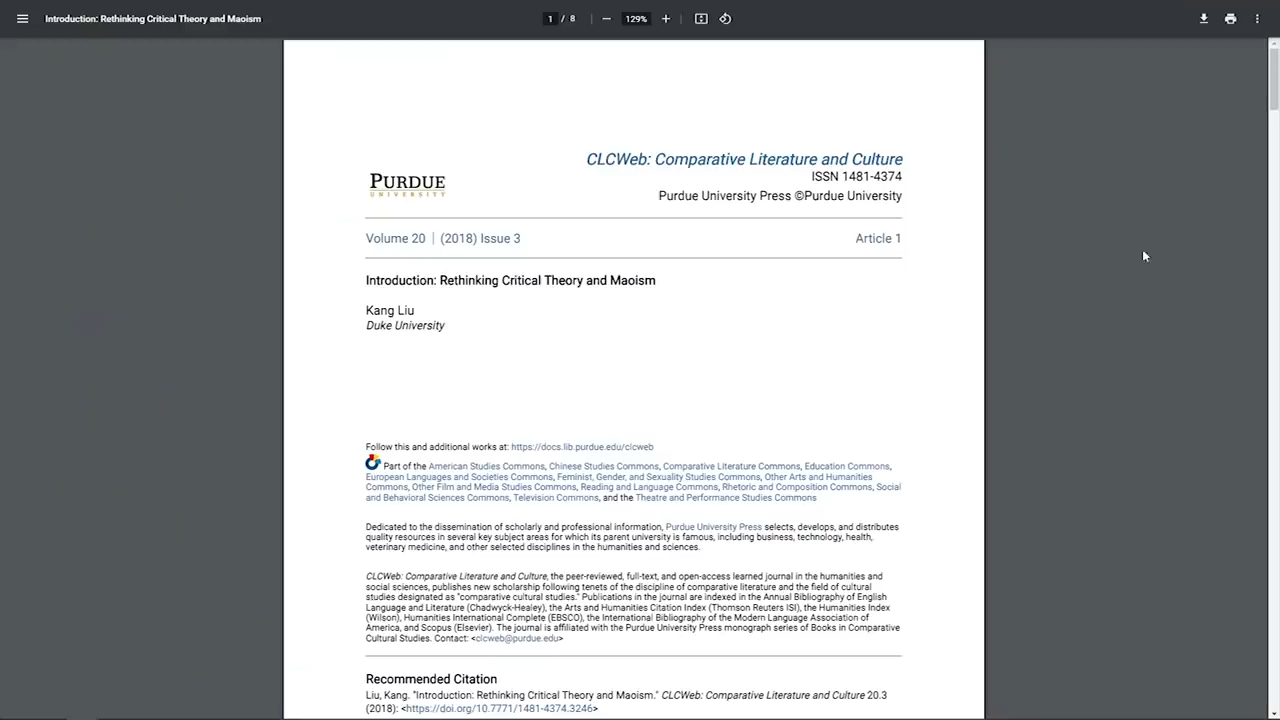 Introduction: Rethinking Critical Theory and Maoism
1 / 8
129%
CLCWeb: Comparative Literature and Culture
ISSN 1481-4374
PURDUE
UNIVERSITY
Purdue University Press ©Purdue University
Volume 20 | (2018) Issue 3
Article 1
Introduction: Rethinking Critical Theory and Maoism
Kang Liu
Duke University
Follow this and additional works at: https://docs.lib.purdue.edu/clcweb
Part of the American Studies Commons, Chinese Studies Commons, Comparative Literature Commons, Education Commons,
European Languages and Societies Commons, Feminist, Gender, and Sexuality Studies Commons, Other Arts and Humanities
Commons, Other Film and Media Studies Commons, Reading and Language Commons, Rhetoric and Composition Commons, Social
and Behavioral Sciences Commons, Television Commons, and the Theatre and Performance Studies Commons
Dedicated to the dissemination of scholarly and professional information, Purdue University Press selects, develops, and distributes
quality resources in several key subject areas for which its parent university is famous, including business, technology, health,
veterinary medicine, and other selected disciplines in the humanities and sciences.
CLCWeb: Comparative Literature and Culture, the peer-reviewed, full-text, and open-access learned journal in the humanities and
social sciences, publishes new scholarship following tenets of the discipline of comparative literature and the field of cultural
studies designated as "comparative cultural studies." Publications in the journal are indexed in the Annual Bibliography of English
Language and Literature (Chadwyck-Healey), the Arts and Humanities Citation Index (Thomson Reuters ISI), the Humanities Index
(Wilson), Humanities International Complete (EBSCO), the International Bibliography of the Modern Language Association of
America, and Scopus (Elsevier). The journal is affiliated with the Purdue University Press monograph series of Books in Comparative
Cultural Studies. Contact: <clcweb@purdue.edu>
Recommended Citation
Liu, Kang. "Introduction: Rethinking Critical Theory and Maoism." CLCWeb: Comparative Literature and Culture 20.3
(2018): <https://doi.org/10.7771/1481-4374.3246>